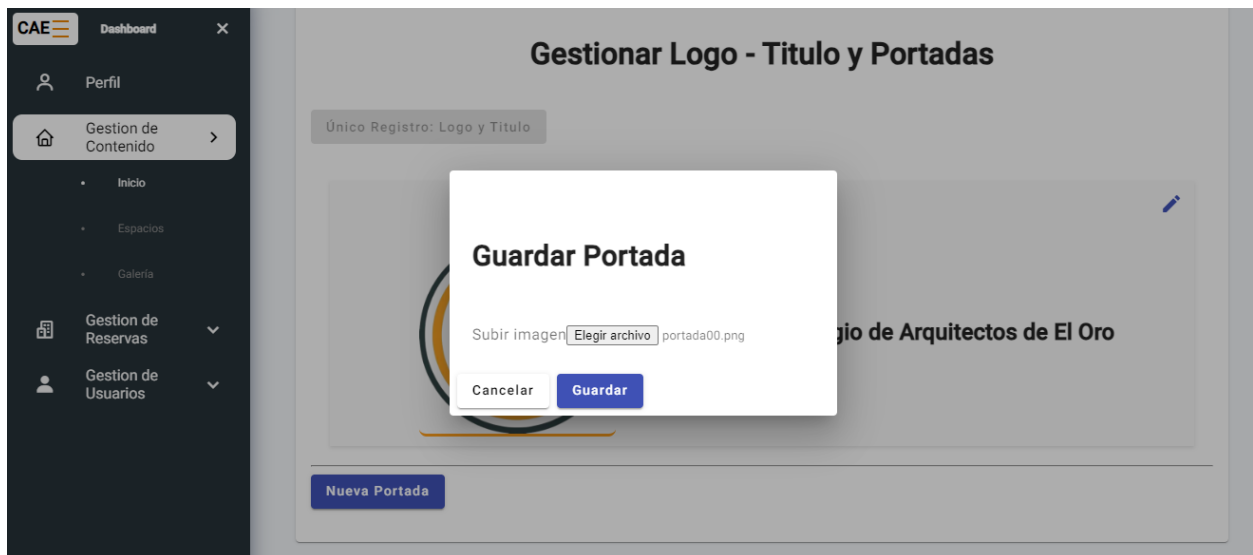 CAE
Dashboard
Perfil
Gestion de
Contenido
Inicio
Espacios
Galería
Gestion de
Reservas
Gestion de
Usuarios
Gestionar Logo - Titulo y Portadas
Único Registro: Logo y Titulo
Guardar Portada
Subir imagen Elegir archivo portada00.png
Cancelar Guardar
de Arquitectos de El Oro
Nueva Portada